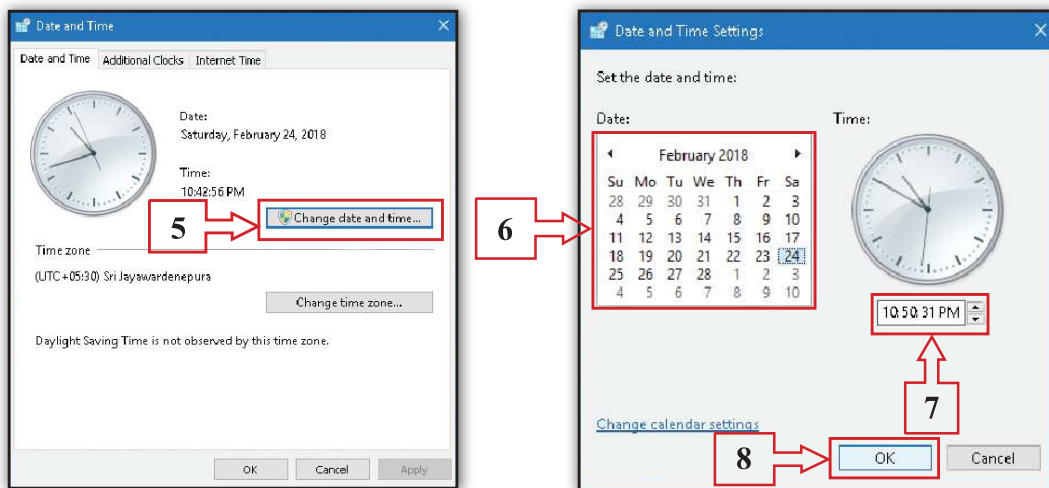 Date and Time
Date and Time Additional Clocks Internet Time
Date:
Saturday, February 24, 2018
Time:
10:42:56 PM
5
Change date and time...
Time zone
(UTC+05:30) Sri Jayawardenepura
Change time zone...
Daylight Saving Time is not observed by this time zone.
OK Cancel Apply
Date and Time Settings
Set the date and time:
Date:
Time:
6
February 2018
Su Mo Tu We Th Fr Sa
28 29 30 31 1 2 3
4 5 6 7 8 9 10
11 12 13 14 15 16 17
18 19 20 21 22 23 24
25 26 27 28 1 2 3
4 5 6 7 8 9 10
10:50:31 PM
7
Change calendar settings
8
OK Cancel